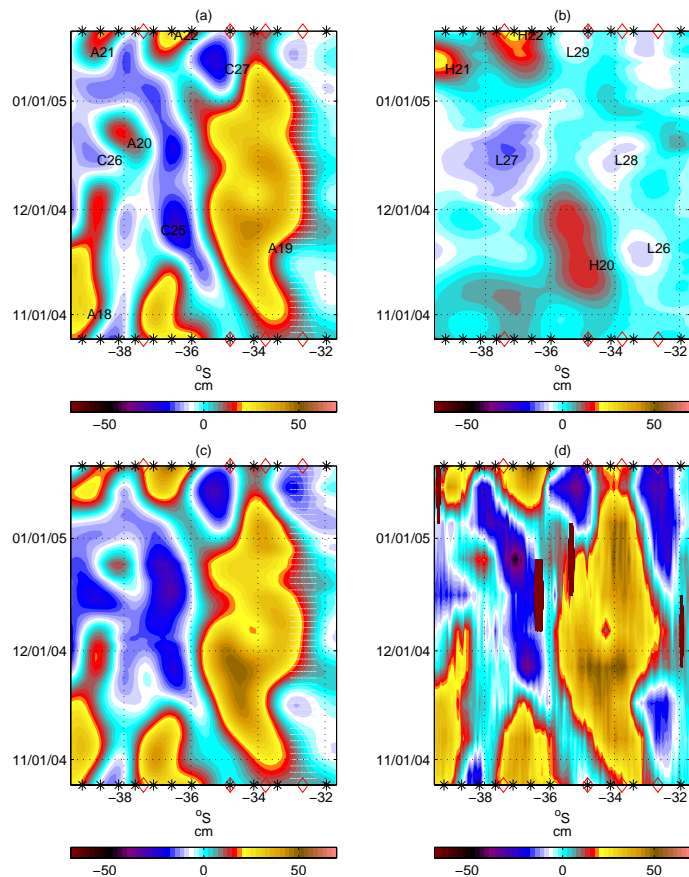 (a)
(b)
A21
A22
C27
H22
L29
H21
01/01/05
01/01/05
A20
C26
L27
L28
12/01/04
12/01/04
C25
A19
L26
H20
A18
11/01/04
11/01/04
−38 −36 −34 −32
−38 −36 −34 −32
oS
oS
cm
cm
−50 0 50
−50 0 50
(c)
(d)
01/01/05
01/01/05
12/01/04
12/01/04
11/01/04
11/01/04
−38 −36 −34 −32
−38 −36 −34 −32
oS
oS
cm
cm
−50 0 50
−50 0 50